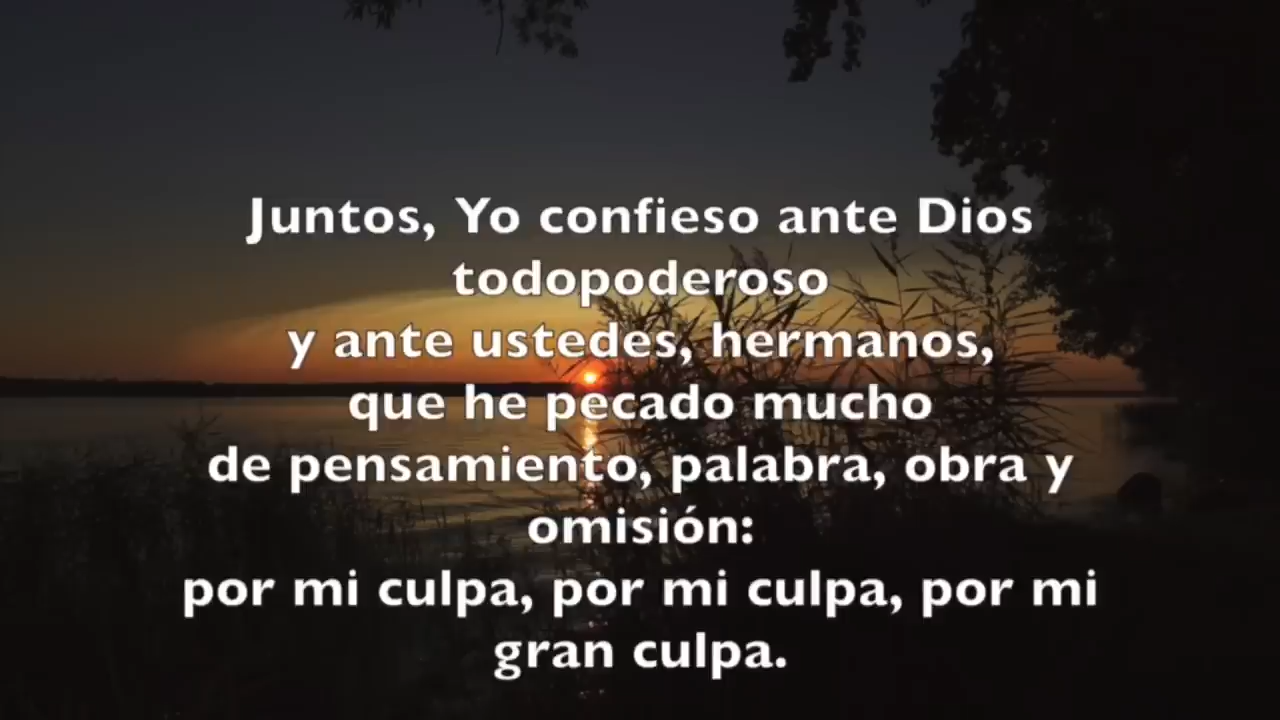 Juntos, Yo confieso ante Dios
todopoderoso
y ante ustedes, hermanos,
que he pecado mucho
de pensamiento, palabra, obra y
omisión:
por mi culpa, por mi culpa, por mi
gran culpa.